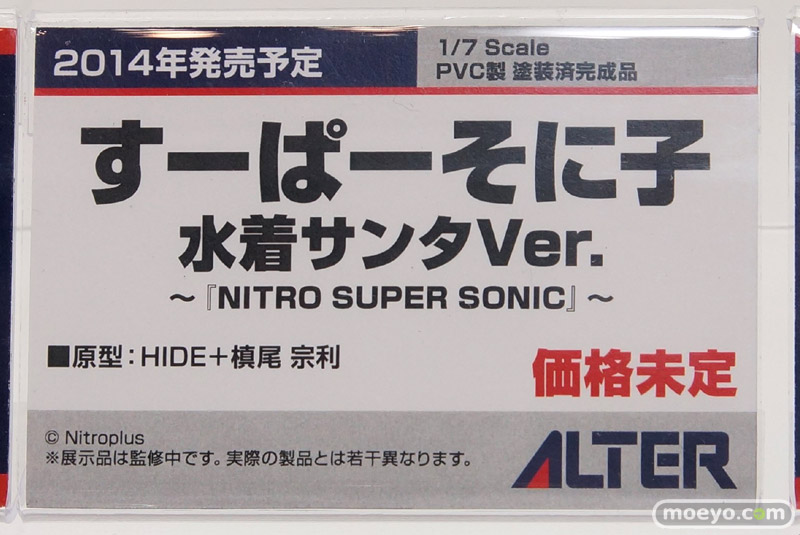 2014年発売予定
1/7 Scale
PVC製 塗装済完成品
すーぱーそに子
水着サンタVer.
～『NITRO SUPER SONIC』～
■原型：HIDE＋槙尾 宗利
価格未定
© Nitroplus
※展示品は監修中です。実際の製品とは若干異なります。
ALTER
moeyo.com